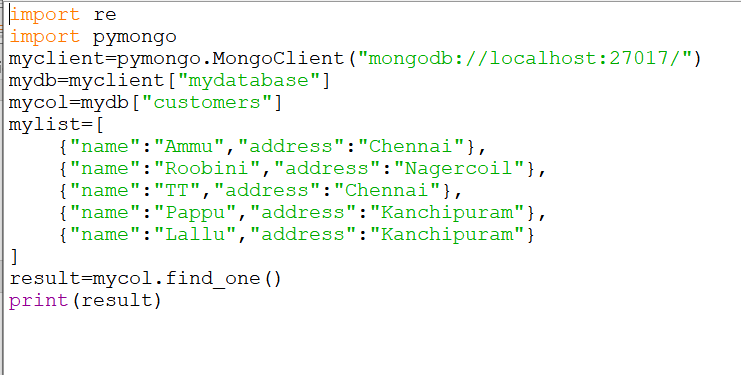 import re
import pymongo
myclient=pymongo.MongoClient("mongodb://localhost:27017/")
mydb=myclient["mydatabase"]
mycol=mydb["customers"]
mylist=[
    {"name":"Ammu","address":"Chennai"},
    {"name":"Roobini","address":"Nagercoil"},
    {"name":"TT","address":"Chennai"},
    {"name":"Pappu","address":"Kanchipuram"},
    {"name":"Lallu","address":"Kanchipuram"}
]
result=mycol.find_one()
print(result)